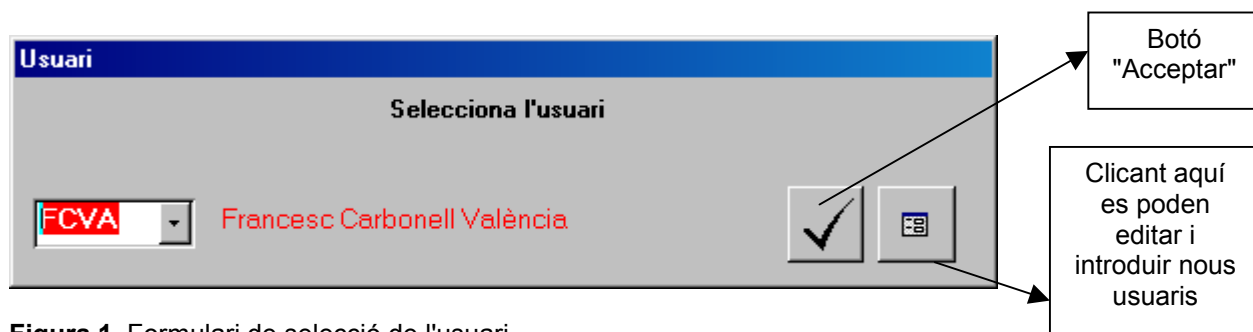 Botó
"Acceptar"
Usuari
Selecciona l'usuari
FCVA
Francesc Carbonell València
Clicant aquí
es poden
editar i
introduir nous
usuaris
Figura 1. Formulari de selecció de l'usuari